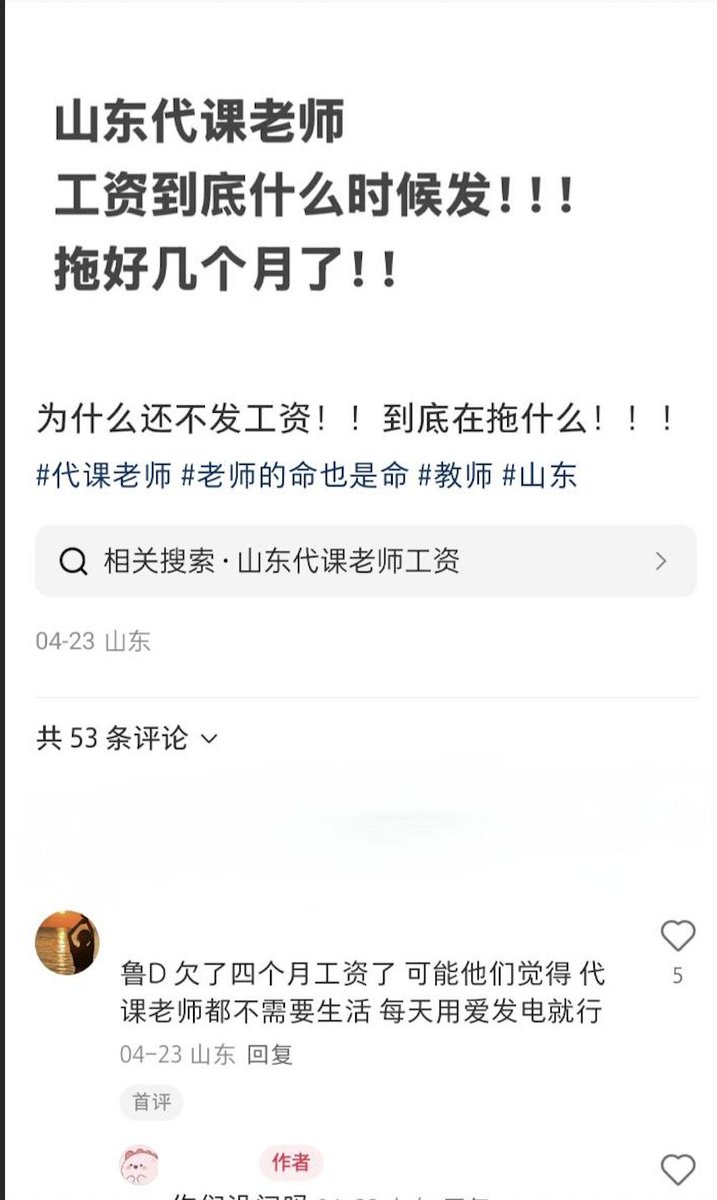 山东代课老师
工资到底什么时候发！！！
拖好几个月了！！
为什么还不发工资！！到底在拖什么！！！
#代课老师 #老师的命也是命 #教师 #山东
相关搜索·山东代课老师工资
04-23 山东
共 53 条评论
鲁D 欠了四个月工资了 可能他们觉得 代
课老师都不需要生活 每天用爱发电就行
5
04-23 山东 回复
首评
作者